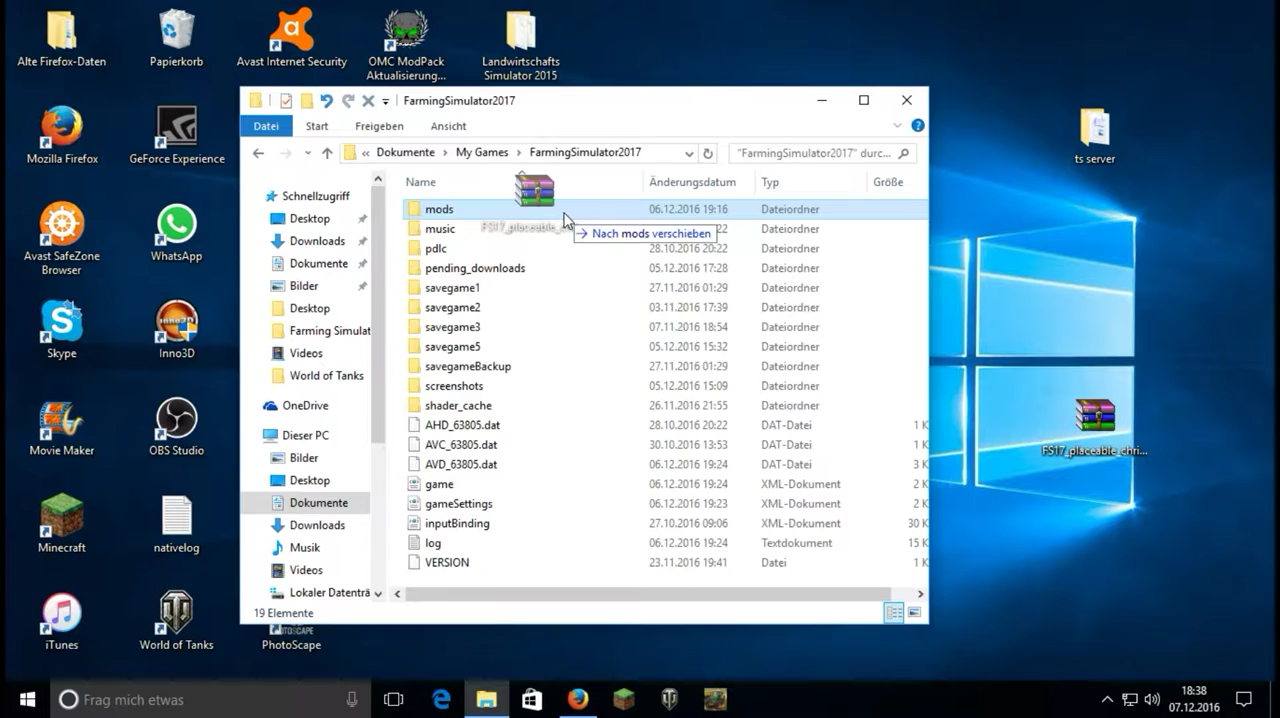 Alte Firefox-Daten
Papierkorb
Avast Internet Security
OMC ModPack
Aktualisierung...
Landwirtschafts
Simulator 2015
Mozilla Firefox
GeForce Experience
Avast SafeZone
Browser
WhatsApp
Skype
Inno3D
Movie Maker
OBS Studio
Minecraft
nativelog
iTunes
World of Tanks
PhotoScape
ts server
FS17_placeable_chri...
FarmingSimulator2017
Datei
Start
Freigeben
Ansicht
« Dokumente > My Games > FarmingSimulator2017
"FarmingSimulator2017" durc...
Schnellzugriff
Desktop
Downloads
Dokumente
Bilder
Desktop
Farming Simulat
Videos
World of Tanks
OneDrive
Dieser PC
Bilder
Desktop
Dokumente
Downloads
Musik
Videos
Lokaler Datenträ
Name Änderungsdatum Typ Größe
mods 06.12.2016 19:16 Dateiordner
FS17_placeable_c
Nach mods verschieben
music 22 Dateiordner
pdlc 28.10.2016 20:22 Dateiordner
pending_downloads 05.12.2016 17:28 Dateiordner
savegame1 27.11.2016 01:29 Dateiordner
savegame2 03.11.2016 17:39 Dateiordner
savegame3 07.11.2016 18:54 Dateiordner
savegame5 05.12.2016 15:32 Dateiordner
savegameBackup 27.11.2016 01:29 Dateiordner
screenshots 05.12.2016 15:09 Dateiordner
shader_cache 26.11.2016 21:55 Dateiordner
AHD_63805.dat 28.10.2016 20:22 DAT-Datei 1 K
AVC_63805.dat 30.10.2016 13:53 DAT-Datei 1 K
AVD_63805.dat 06.12.2016 19:24 DAT-Datei 1 K
game 06.12.2016 19:24 XML-Dokument 2 K
gameSettings 06.12.2016 19:23 XML-Dokument 2 K
inputBinding 27.10.2016 09:06 XML-Dokument 30 K
log 06.12.2016 19:24 Textdokument 15 K
VERSION 23.11.2016 19:41 Datei 1 K
19 Elemente
Frag mich etwas
18:38
07.12.2016